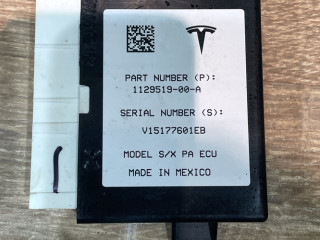 PART NUMBER (P):
1129519-00-A
SERIAL NUMBER (S):
V15177601EB
MODEL S/X PA ECU
MADE IN MEXICO